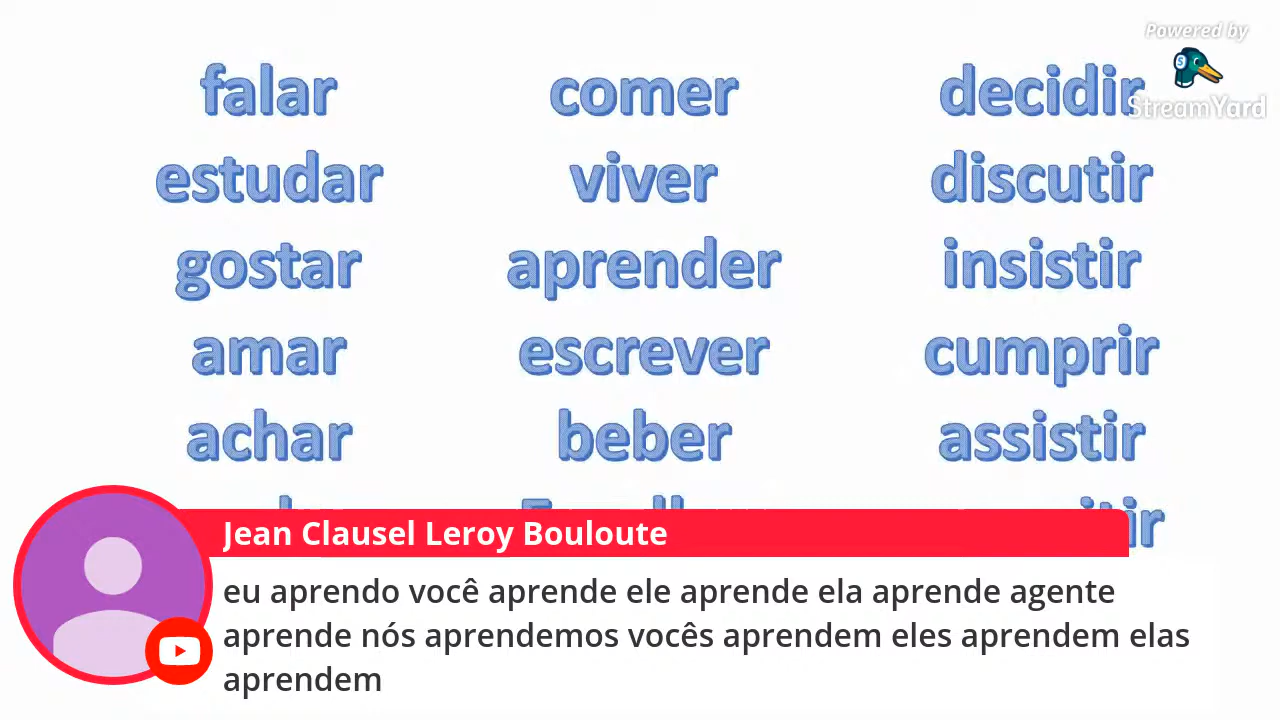 Powered by
StreamYard
falar comer decidir
estudar viver discutir
gostar aprender insistir
amar escrever cumprir
achar beber assistir
Jean Clausel Leroy Bouloute
eu aprendo você aprende ele aprende ela aprende agente
aprende nós aprendemos vocês aprendem eles aprendem elas
aprendem